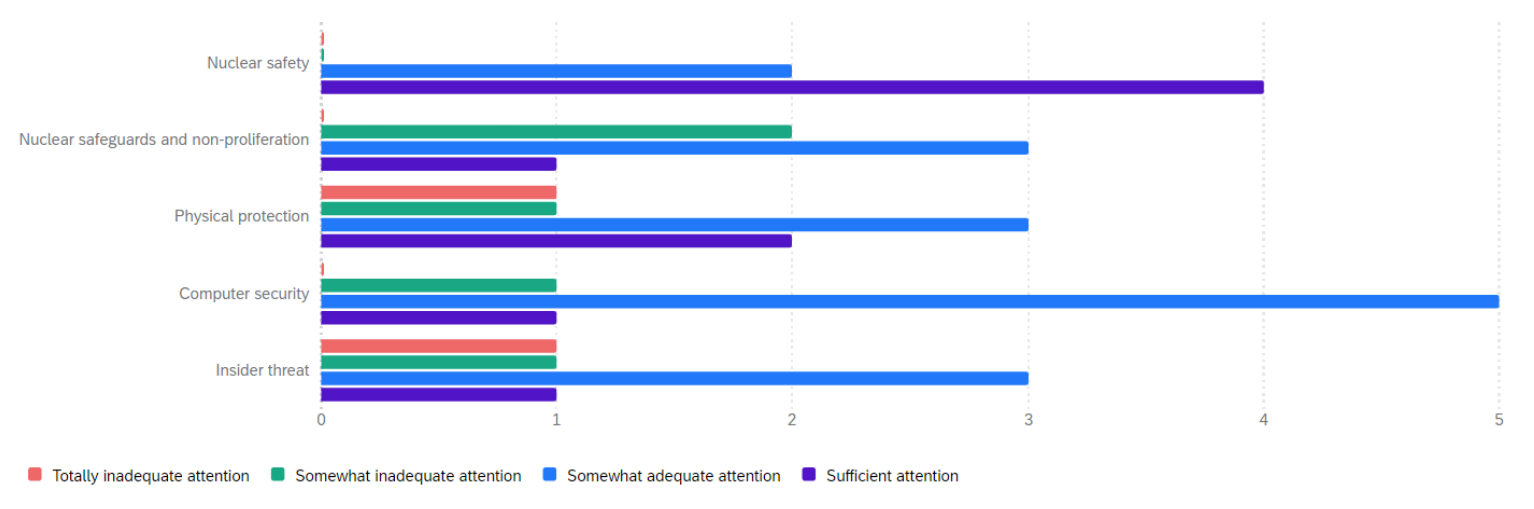 Nuclear safety
Nuclear safeguards and non-proliferation
Physical protection
Computer security
Insider threat
0 1 2 3 4 5
Totally inadequate attention Somewhat inadequate attention Somewhat adequate attention Sufficient attention